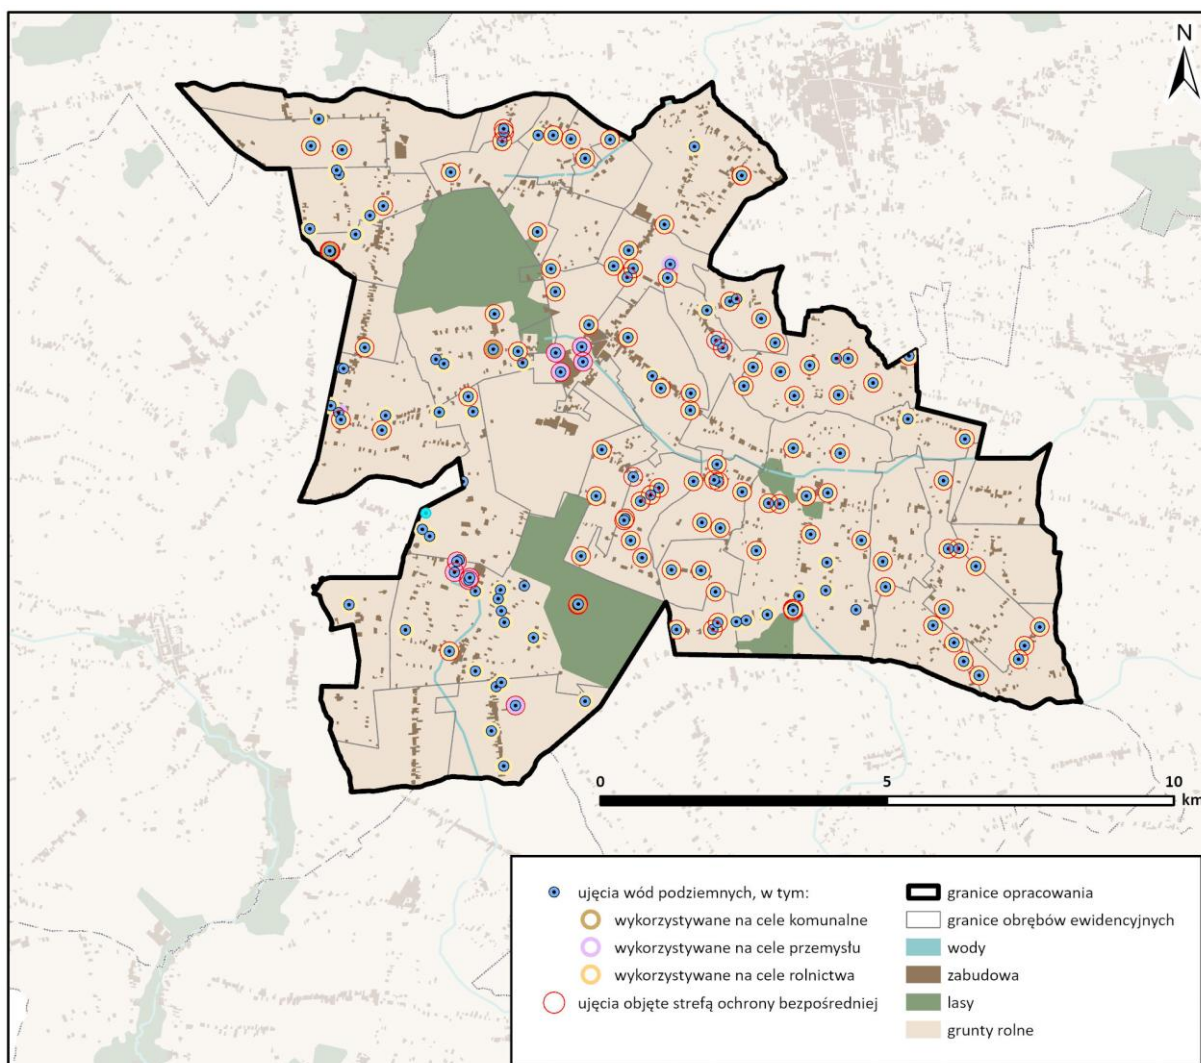 N
0 5 10
km
ujęcia wód podziemnych, w tym:
wykorzystywane na cele komunalne
wykorzystywane na cele przemysłu
wykorzystywane na cele rolnictwa
ujęcia objęte strefą ochrony bezpośredniej
granice opracowania
granice obrębów ewidencyjnych
wody
zabudowa
lasy
grunty rolne